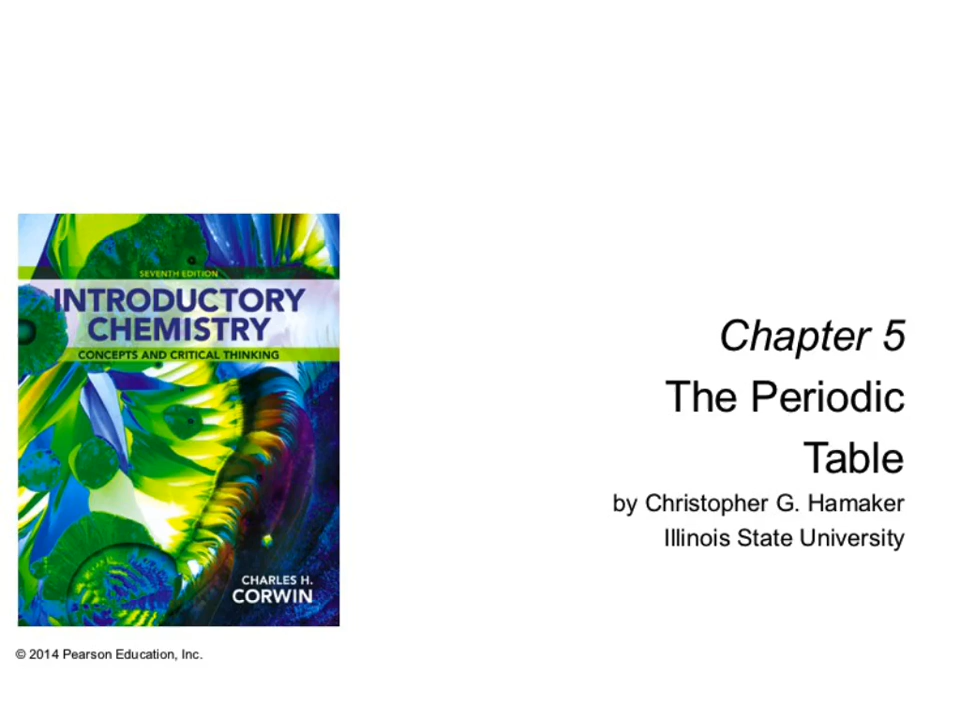 SEVENTH EDITION
INTRODUCTORY
CHEMISTRY
CONCEPTS AND CRITICAL THINKING
CHARLES H.
CORWIN
Chapter 5
The Periodic
Table
by Christopher G. Hamaker
Illinois State University
© 2014 Pearson Education, Inc.